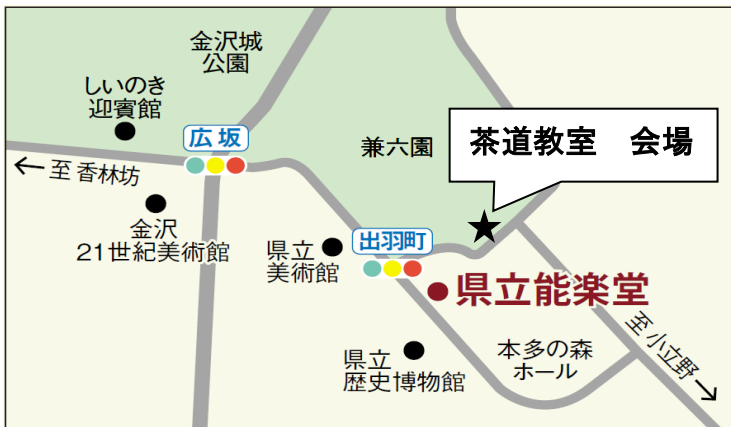 金沢城
公園
しいのき
迎賓館
広坂
兼六園
茶道教室　会場
←至 香林坊
金沢
21世紀美術館
県立
美術館
出羽町
★
県立能楽堂
県立
歴史博物館
本多の森
ホール
至 小立野→